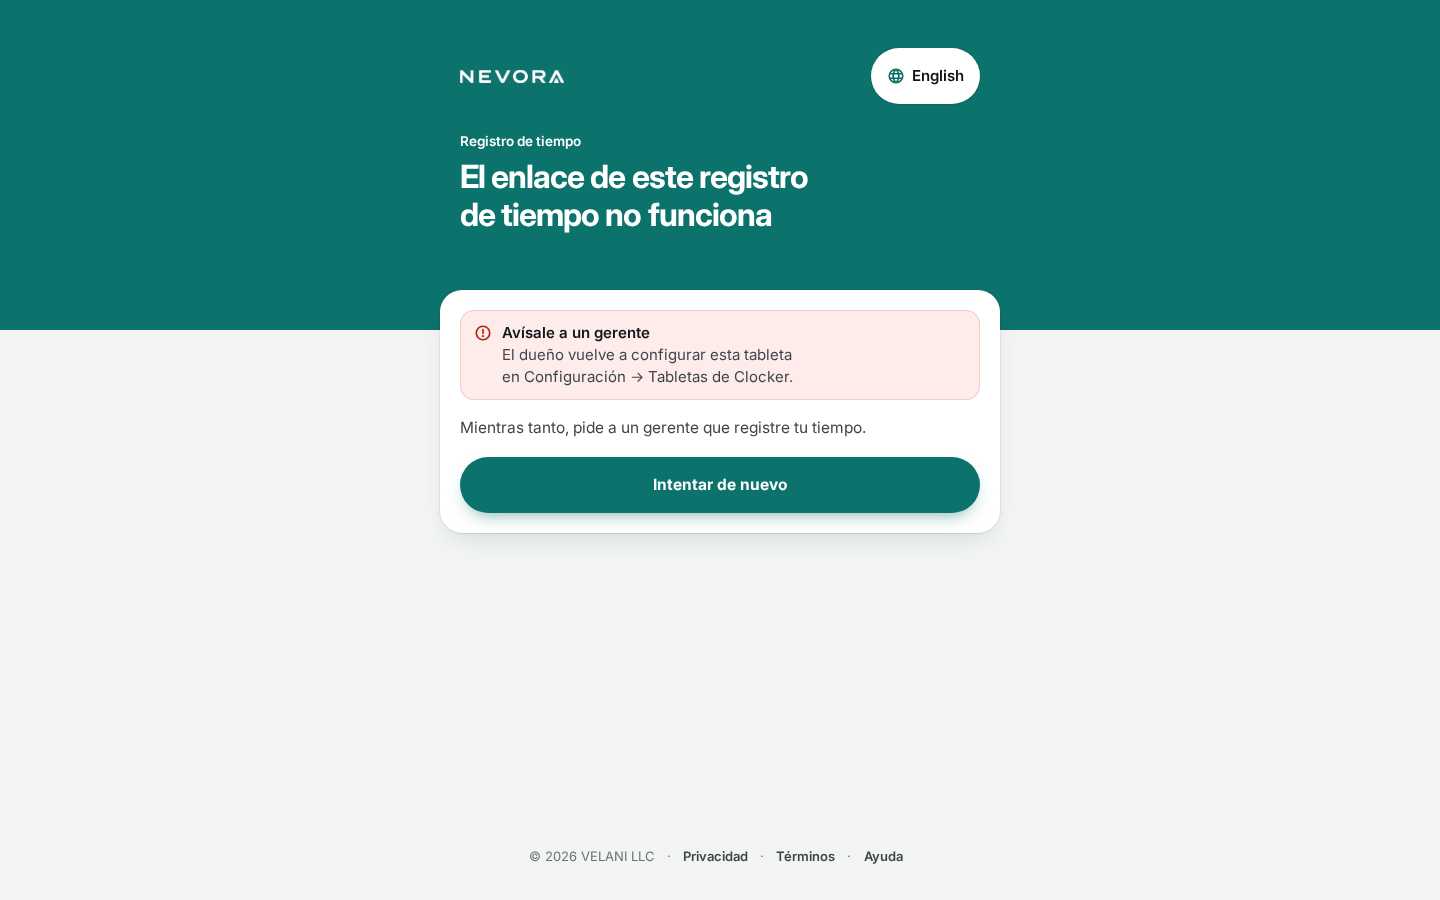 NEVORA
English
Registro de tiempo
El enlace de este registro
de tiempo no funciona
Avísale a un gerente
El dueño vuelve a configurar esta tableta
en Configuración → Tabletas de Clocker.
Mientras tanto, pide a un gerente que registre tu tiempo.
Intentar de nuevo
© 2026 VELANI LLC · Privacidad · Términos · Ayuda